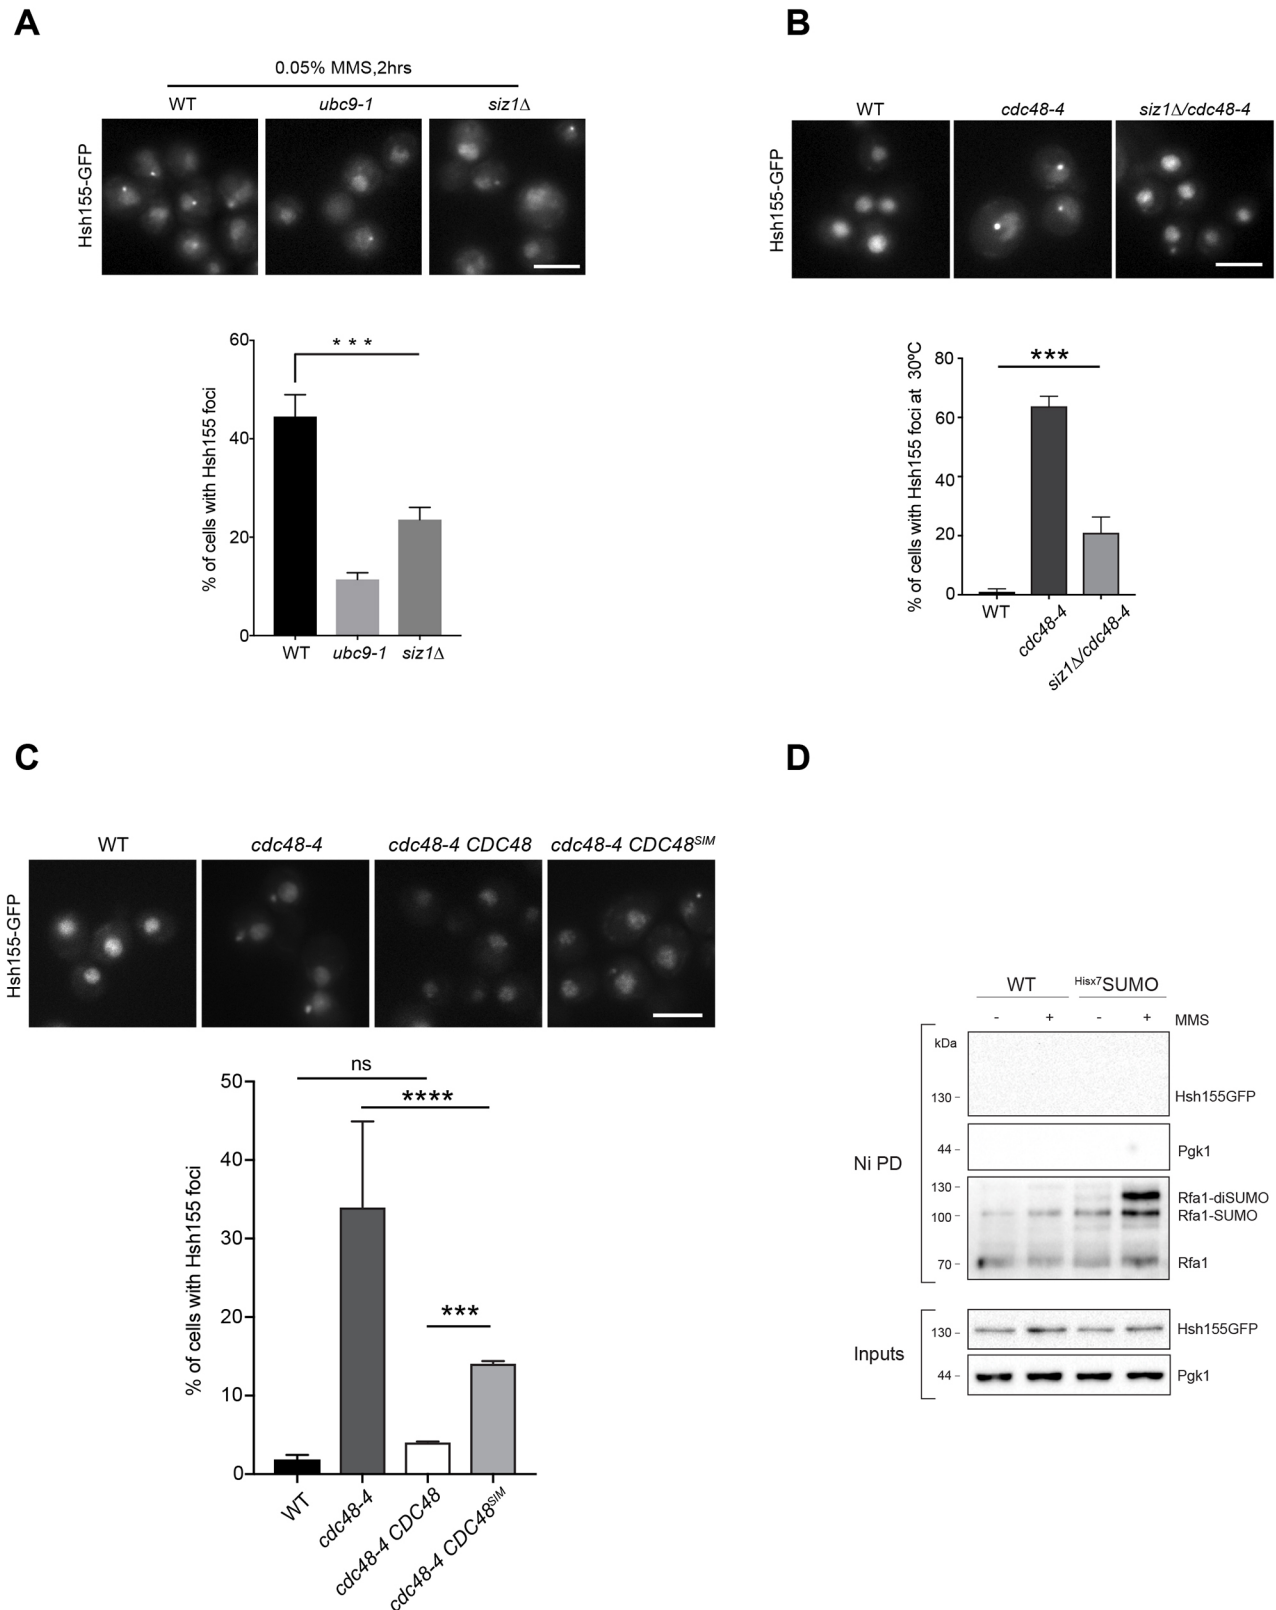 A
0.05% MMS,2hrs
WT ubc9-1 siz1Δ
Hsh155-GFP
% of cells with Hsh155 foci
60
* * *
40
20
0
WT ubc9-1 siz1Δ
B
WT cdc48-4 siz1Δ/cdc48-4
Hsh155-GFP
% of cells with Hsh155 foci at 30ºC
80
***
60
40
20
0
WT
cdc48-4
siz1Δ/cdc48-4
C
WT cdc48-4 cdc48-4 CDC48 cdc48-4 CDC48SIM
Hsh155-GFP
% of cells with Hsh155 foci
ns
50
****
40
30
20
***
10
0
WT
cdc48-4
cdc48-4 CDC48
cdc48-4 CDC48SIM
D
WT Hisx7SUMO
- + - + MMS
kDa
130 – Hsh155GFP
44 – Pgk1
Ni PD
130 – Rfa1-diSUMO
100 – Rfa1-SUMO
70 – Rfa1
130 – Hsh155GFP
Inputs
44 – Pgk1